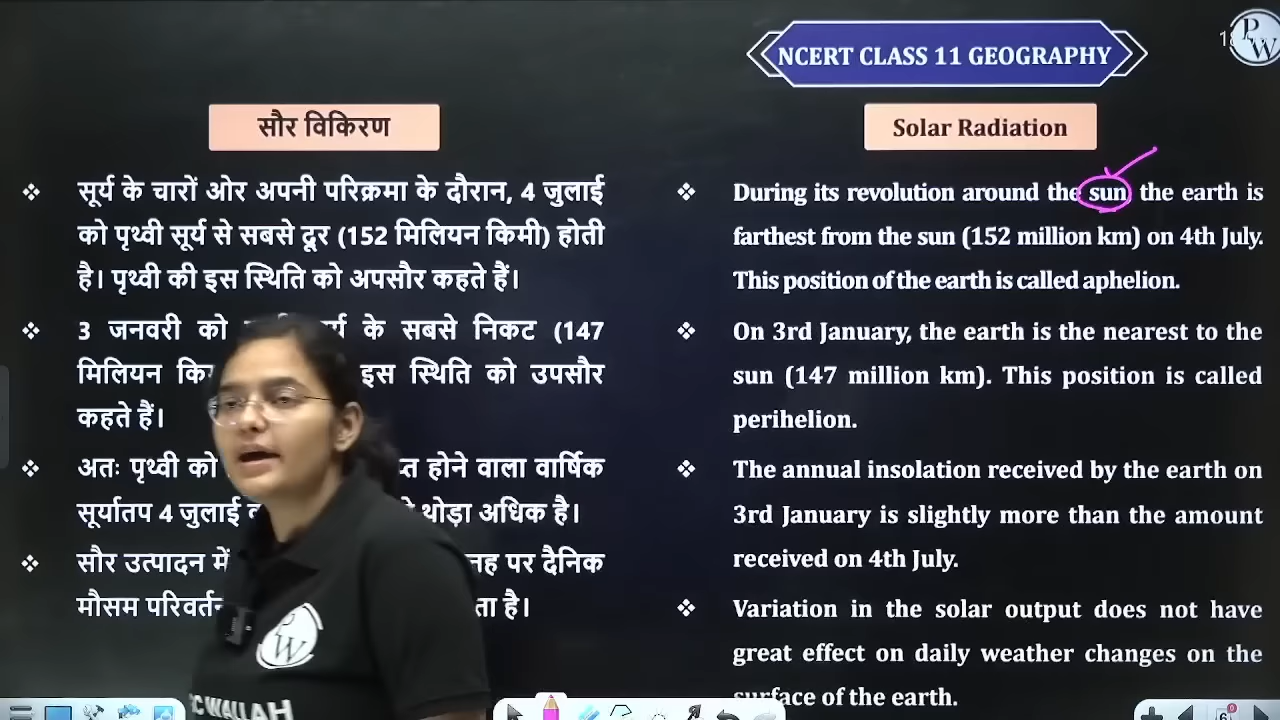 NCERT CLASS 11 GEOGRAPHY
PW
सौर विकिरण
❖ सूर्य के चारों ओर अपनी परिक्रमा के दौरान, 4 जुलाई
को पृथ्वी सूर्य से सबसे दूर (152 मिलियन किमी) होती
है। पृथ्वी की इस स्थिति को अपसौर कहते हैं।
❖ 3 जनवरी को के सबसे निकट (147
मिलियन इस स्थिति को उपसौर
कहते हैं।
❖ अतः पृथ्वी को होने वाला वार्षिक
सूर्यातप 4 जुलाई थोड़ा अधिक है।
❖ सौर उत्पादन में पर दैनिक
मौसम है।
Solar Radiation
❖ During its revolution around the sun the earth is
farthest from the sun (152 million km) on 4th July.
This position of the earth is called aphelion.
❖ On 3rd January, the earth is the nearest to the
sun (147 million km). This position is called
perihelion.
❖ The annual insolation received by the earth on
3rd January is slightly more than the amount
received on 4th July.
❖ Variation in the solar output does not have
great effect on daily weather changes on the
surface of the earth.
PW
WALLAH